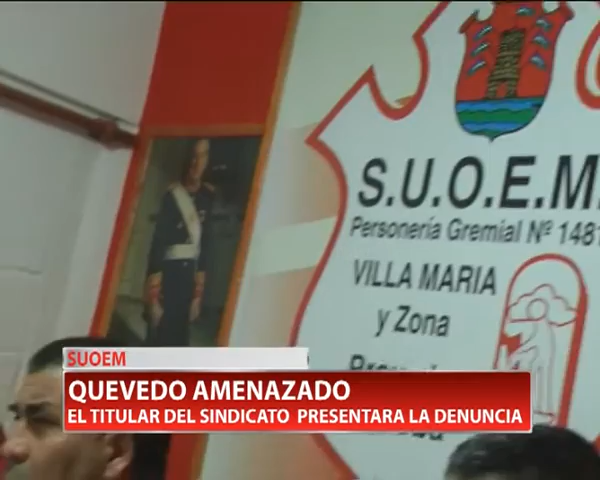 S.U.O.E.M.
Personería Gremial Nº 1481
VILLA MARIA
y Zona
SUOEM
QUEVEDO AMENAZADO
EL TITULAR DEL SINDICATO PRESENTARA LA DENUNCIA